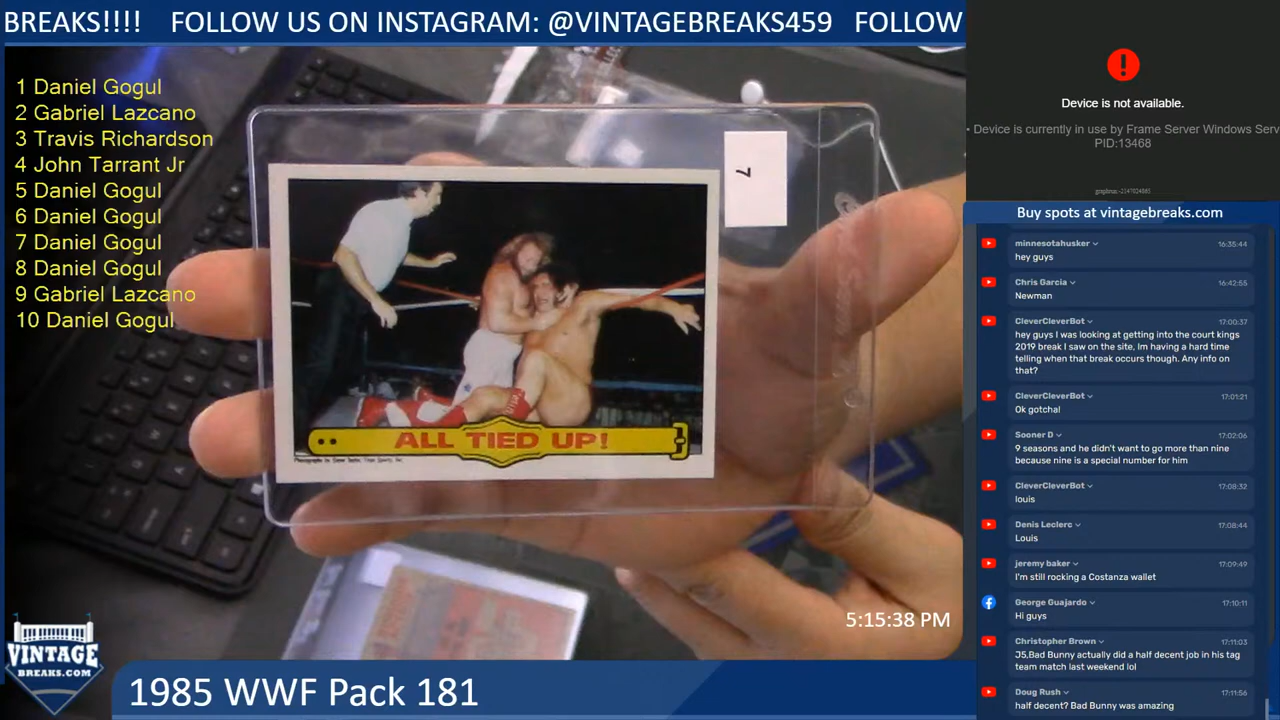 BREAKS!!!! FOLLOW US ON INSTAGRAM: @VINTAGEBREAKS459 FOLLOW
1 Daniel Gogul
2 Gabriel Lazcano
3 Travis Richardson
4 John Tarrant Jr
5 Daniel Gogul
6 Daniel Gogul
7 Daniel Gogul
8 Daniel Gogul
9 Gabriel Lazcano
10 Daniel Gogul
7
ALL TIED UP!
5:15:38 PM
VINTAGE
BREAKS.COM
1985 WWF Pack 181
!
Device is not available.
Device is currently in use by Frame Server Windows Serv
PID:13468
Buy spots at vintagebreaks.com
minnesotahusker 16:35:44
hey guys
Chris Garcia 16:42:55
Newman
CleverCleverBot 17:00:37
hey guys I was looking at getting into the court kings
2019 break I saw on the site, Im having a hard time
telling when that break occurs though. Any info on
that?
CleverCleverBot 17:01:21
Ok gotcha!
Sooner D 17:02:06
9 seasons and he didn't want to go more than nine
because nine is a special number for him
CleverCleverBot 17:08:32
louis
Denis Leclerc 17:08:44
Louis
jeremy baker 17:09:49
I'm still rocking a Costanza wallet
George Guajardo 17:10:11
Hi guys
Christopher Brown 17:11:03
J5,Bad Bunny actually did a half decent job in his tag
team match last weekend lol
Doug Rush 17:11:56
half decent? Bad Bunny was amazing